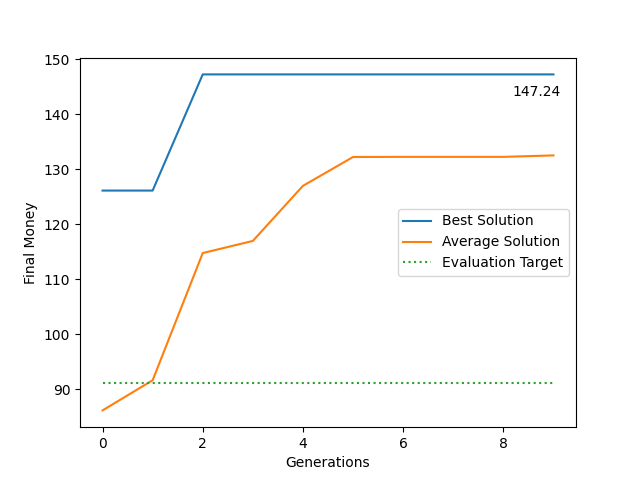 150
140
130
120
110
100
90
Final Money
147.24
Best Solution
Average Solution
Evaluation Target
0 2 4 6 8
Generations